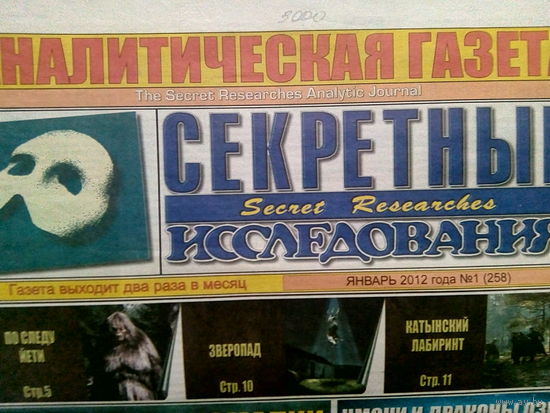 5000
НАЛИТИЧЕСКАЯ ГАЗЕТА
The Secret Researches Analytic Journal
СЕКРЕТНЫ
Secret Researches
ИССЛЕДОВАНИЯ
Газета выходит два раза в месяц
ЯНВАРЬ 2012 года №1 (258)
ПО СЛЕДУ
ЙЕТИ
Стр.5
ЗВЕРОПАД
Стр. 10
КАТЫНСКИЙ
ЛАБИРИНТ
Стр. 11